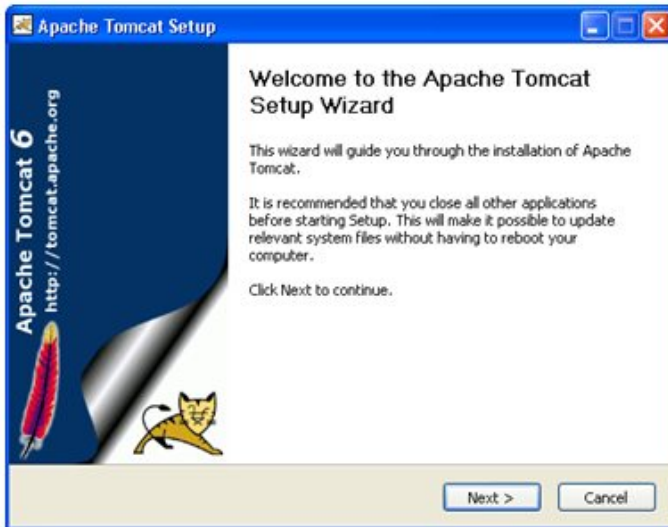 Apache Tomcat Setup
Apache Tomcat 6
http://tomcat.apache.org
Welcome to the Apache Tomcat
Setup Wizard
This wizard will guide you through the installation of Apache
Tomcat.
It is recommended that you close all other applications
before starting Setup. This will make it possible to update
relevant system files without having to reboot your
computer.
Click Next to continue.
Next >
Cancel